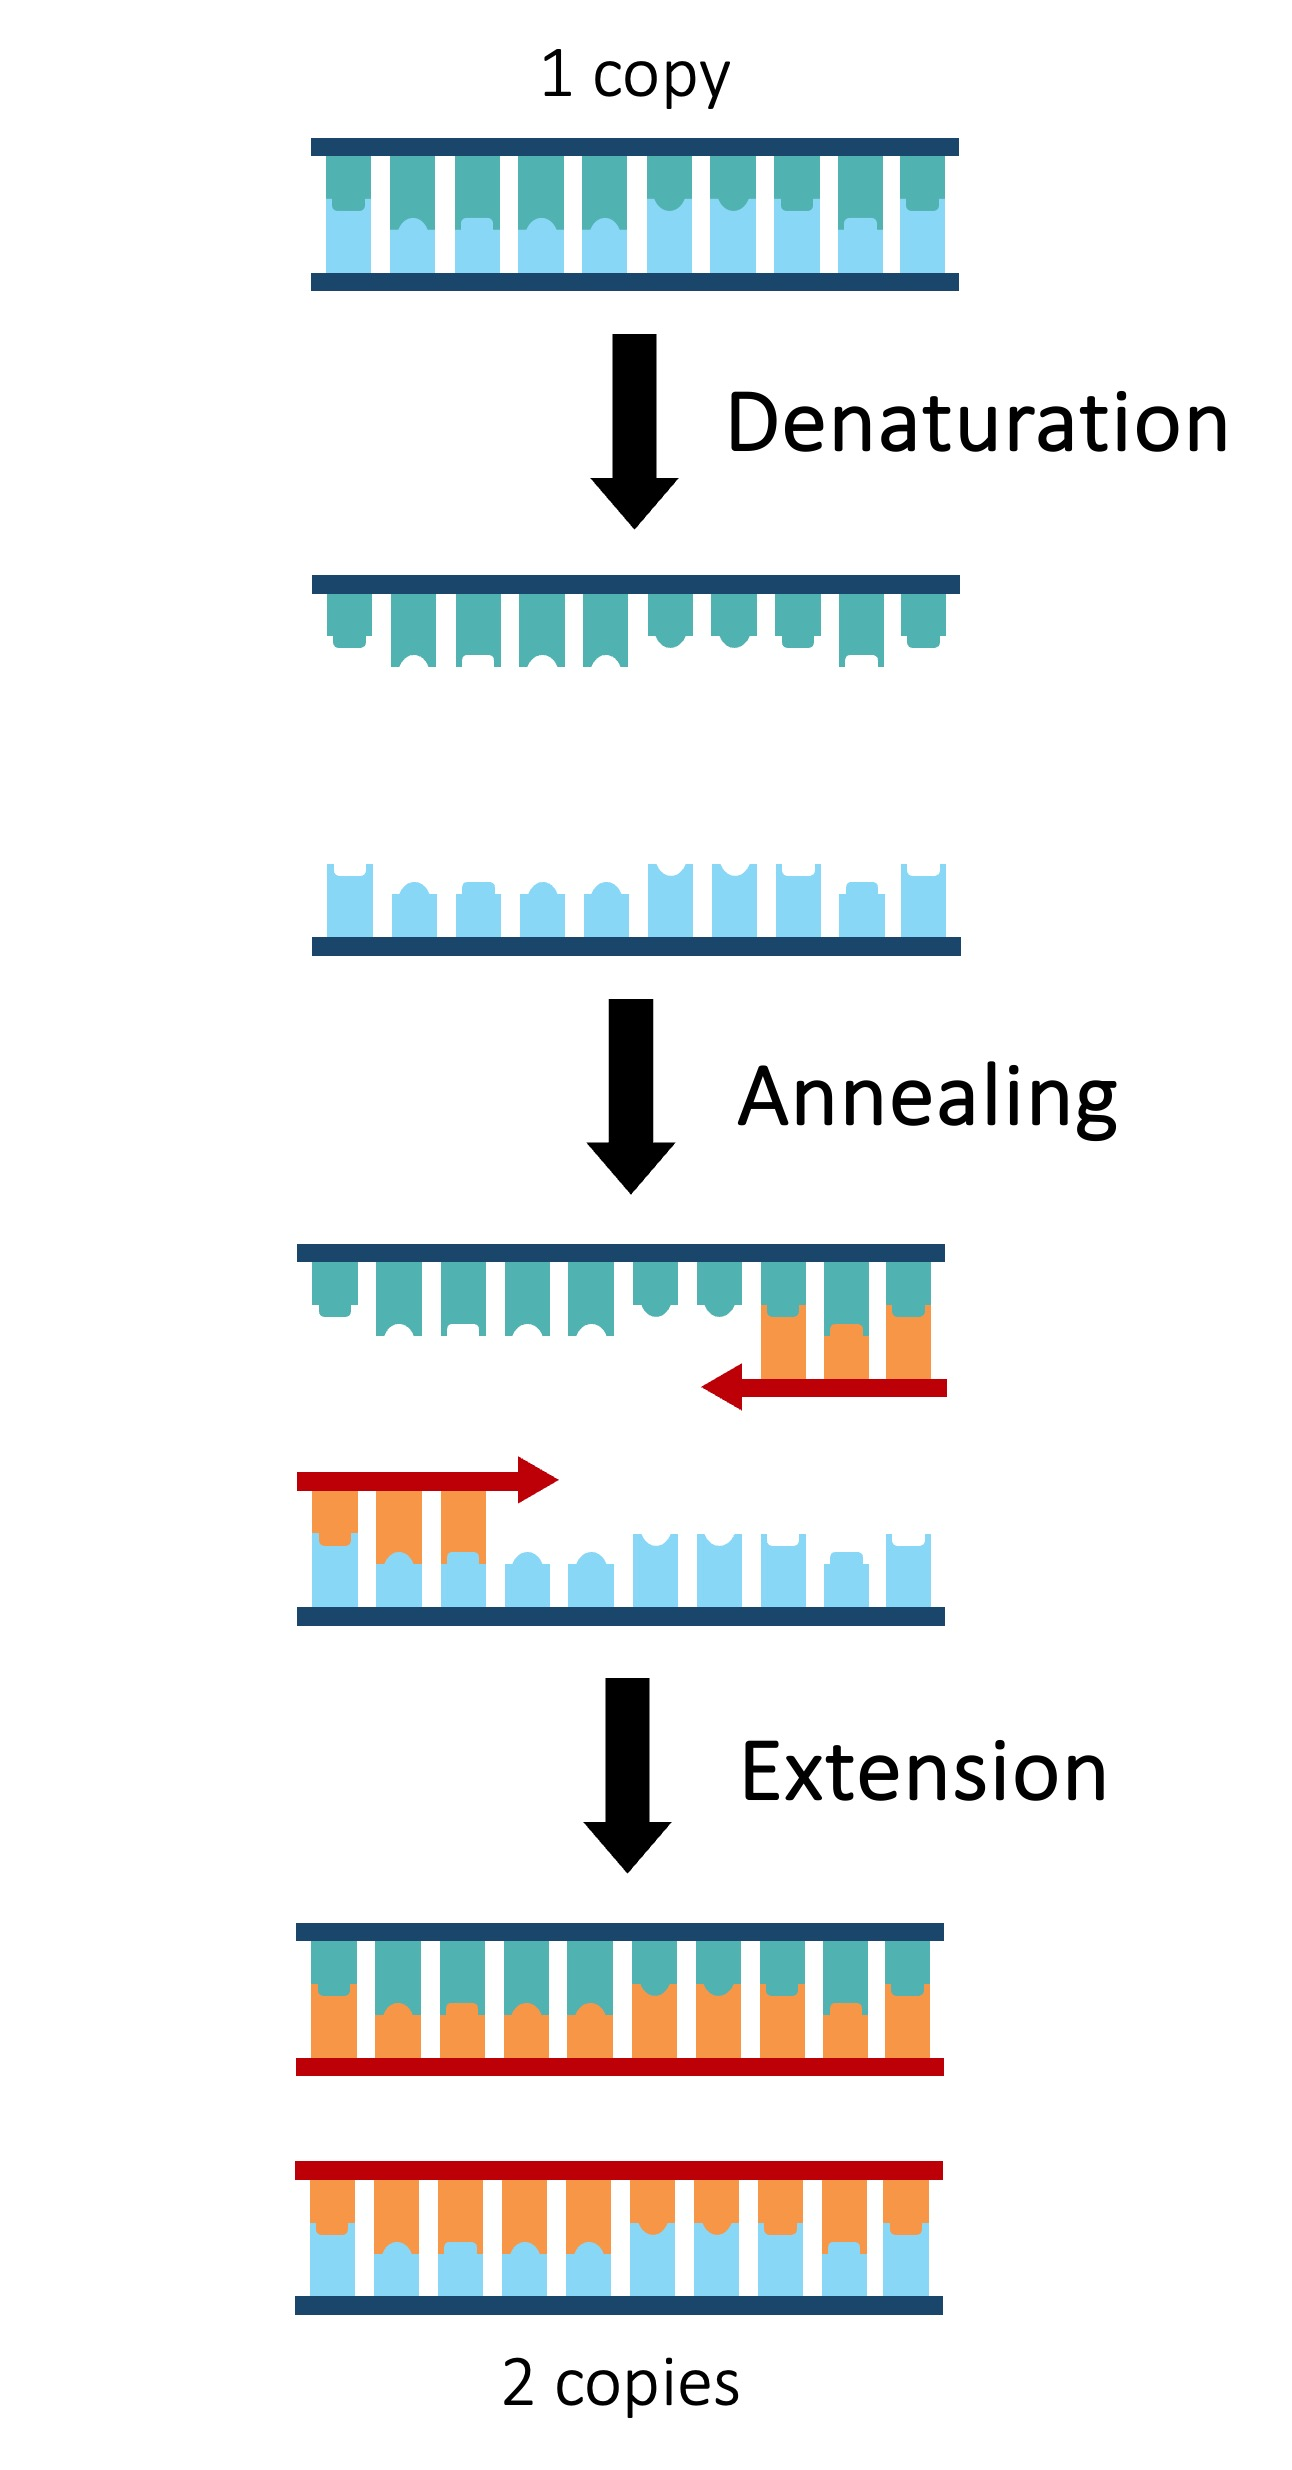 1 copy
Denaturation
Annealing
Extension
2 copies